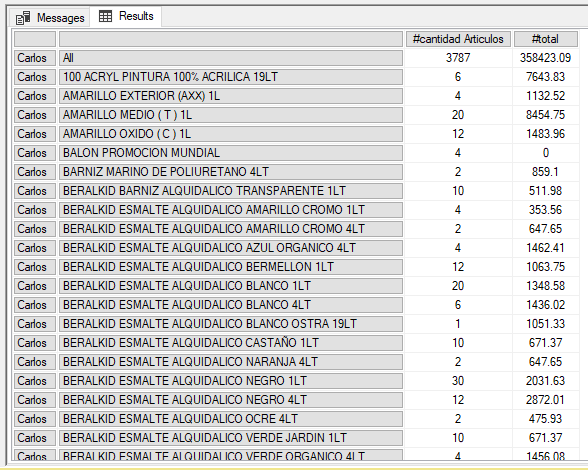 Messages Results
#cantidad Articulos #total
Carlos All 3787 358423.09
Carlos 100 ACRYL PINTURA 100% ACRILICA 19LT 6 7643.83
Carlos AMARILLO EXTERIOR (AXX) 1L 4 1132.52
Carlos AMARILLO MEDIO ( T ) 1L 20 8454.75
Carlos AMARILLO OXIDO ( C ) 1L 12 1483.96
Carlos BALON PROMOCION MUNDIAL 4 0
Carlos BARNIZ MARINO DE POLIURETANO 4LT 2 859.1
Carlos BERALKID BARNIZ ALQUIDALICO TRANSPARENTE 1LT 10 511.98
Carlos BERALKID ESMALTE ALQUIDALICO AMARILLO CROMO 1LT 4 353.56
Carlos BERALKID ESMALTE ALQUIDALICO AMARILLO CROMO 4LT 2 647.65
Carlos BERALKID ESMALTE ALQUIDALICO AZUL ORGANICO 4LT 4 1462.41
Carlos BERALKID ESMALTE ALQUIDALICO BERMELLON 1LT 12 1063.75
Carlos BERALKID ESMALTE ALQUIDALICO BLANCO 1LT 20 1348.58
Carlos BERALKID ESMALTE ALQUIDALICO BLANCO 4LT 6 1436.02
Carlos BERALKID ESMALTE ALQUIDALICO BLANCO OSTRA 19LT 1 1051.33
Carlos BERALKID ESMALTE ALQUIDALICO CASTAÑO 1LT 10 671.37
Carlos BERALKID ESMALTE ALQUIDALICO NARANJA 4LT 2 647.65
Carlos BERALKID ESMALTE ALQUIDALICO NEGRO 1LT 30 2031.63
Carlos BERALKID ESMALTE ALQUIDALICO NEGRO 4LT 12 2872.01
Carlos BERALKID ESMALTE ALQUIDALICO OCRE 4LT 2 475.93
Carlos BERALKID ESMALTE ALQUIDALICO VERDE JARDIN 1LT 10 671.37
Carlos BERALKID ESMALTE ALQUIDALICO VERDE ORGANICO 4LT 4 1456.08